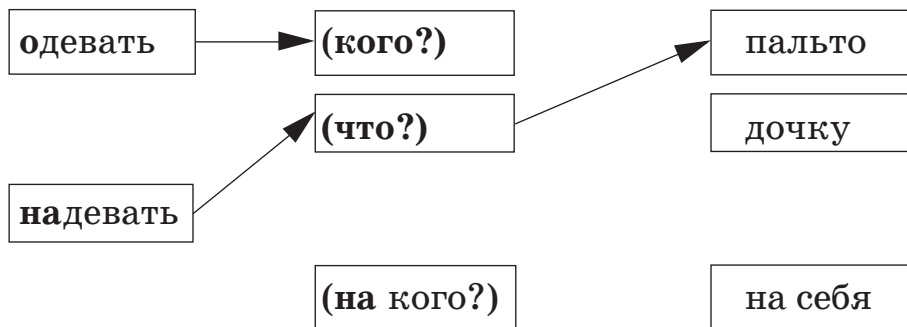 одевать (кого?) пальто
(что?) дочку
надевать
(на кого?) на себя